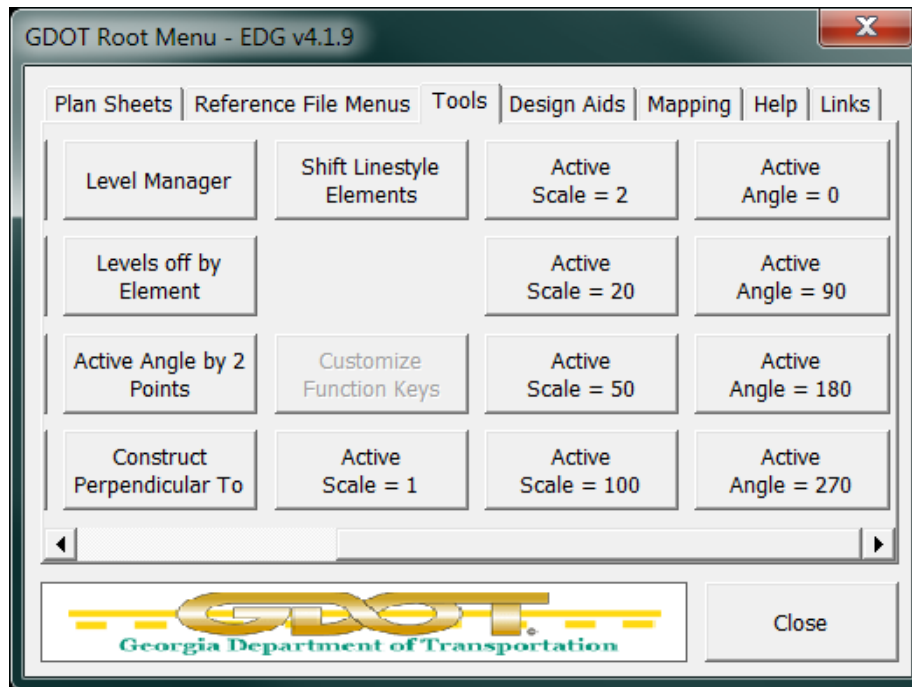 GDOT Root Menu - EDG v4.1.9
X
Plan Sheets
Reference File Menus
Tools
Design Aids
Mapping
Help
Links
Level Manager
Shift Linestyle
Elements
Active
Scale = 2
Active
Angle = 0
Levels off by
Element
Active
Scale = 20
Active
Angle = 90
Active Angle by 2
Points
Customize
Function Keys
Active
Scale = 50
Active
Angle = 180
Construct
Perpendicular To
Active
Scale = 1
Active
Scale = 100
Active
Angle = 270
GDOT
Georgia Department of Transportation
Close